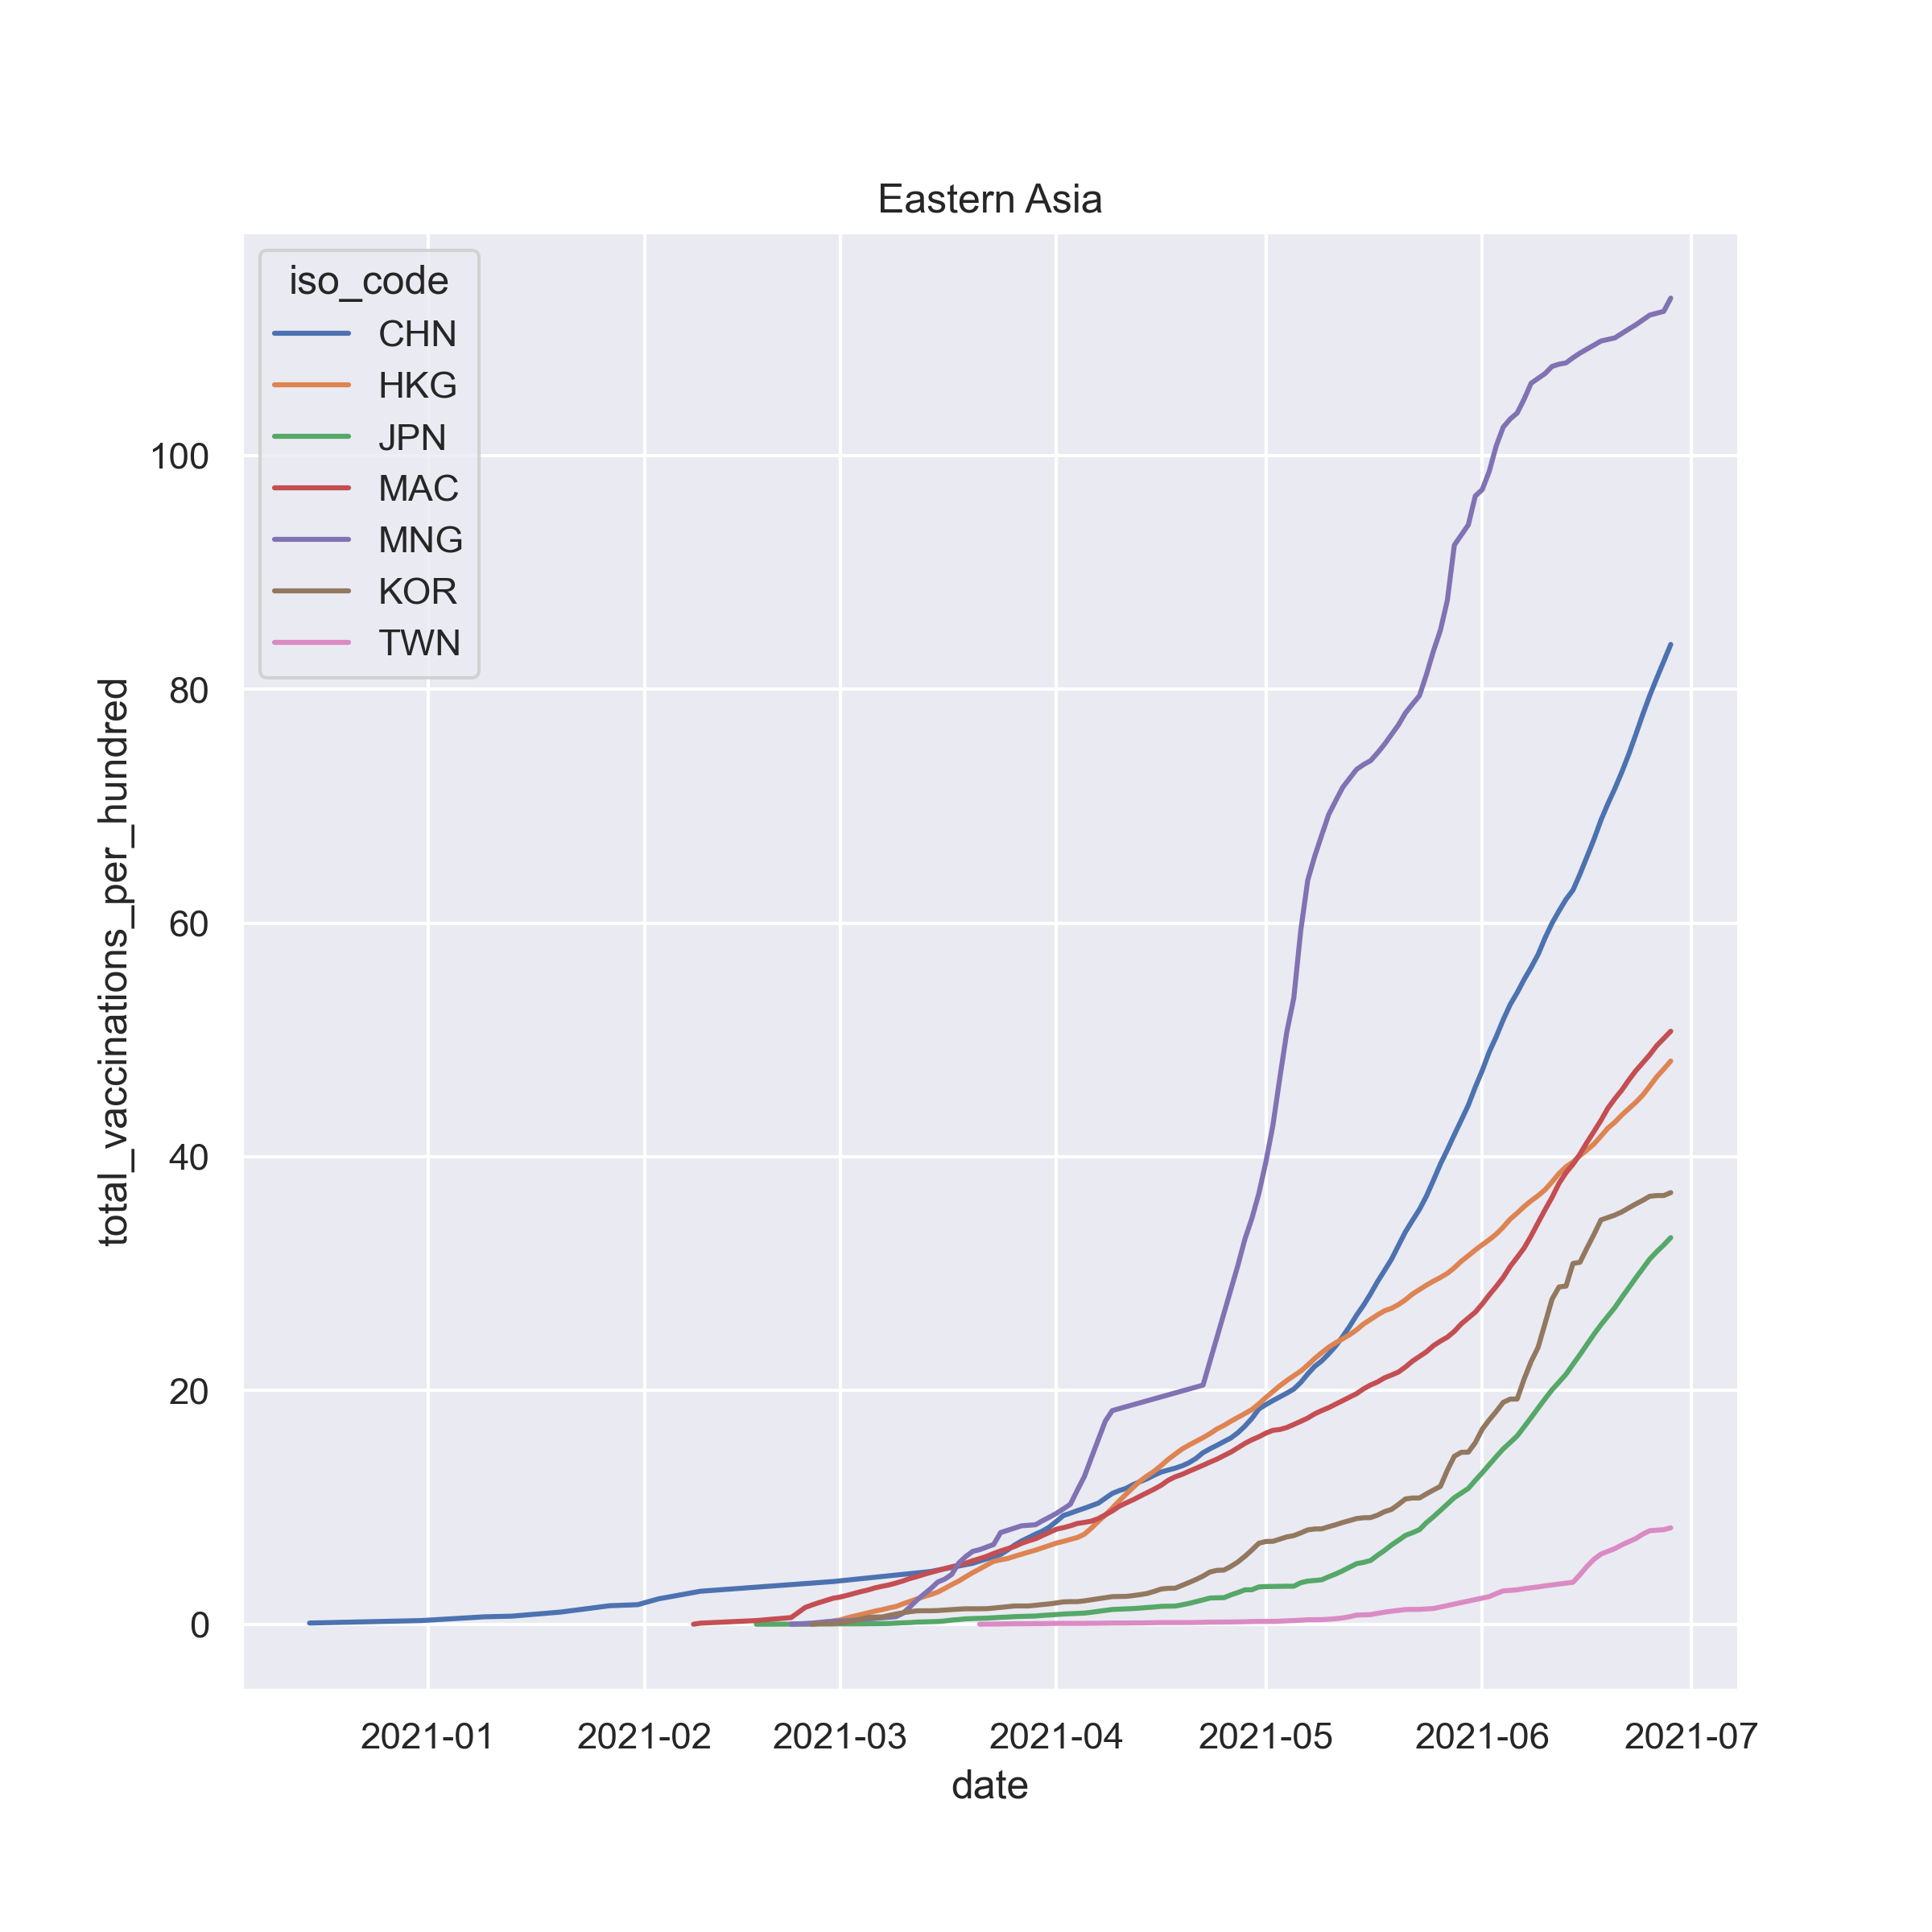 Eastern Asia
iso_code
CHN
HKG
JPN
MAC
MNG
KOR
TWN
total_vaccinations_per_hundred
100
80
60
40
20
0
2021-01 2021-02 2021-03 2021-04 2021-05 2021-06 2021-07
date